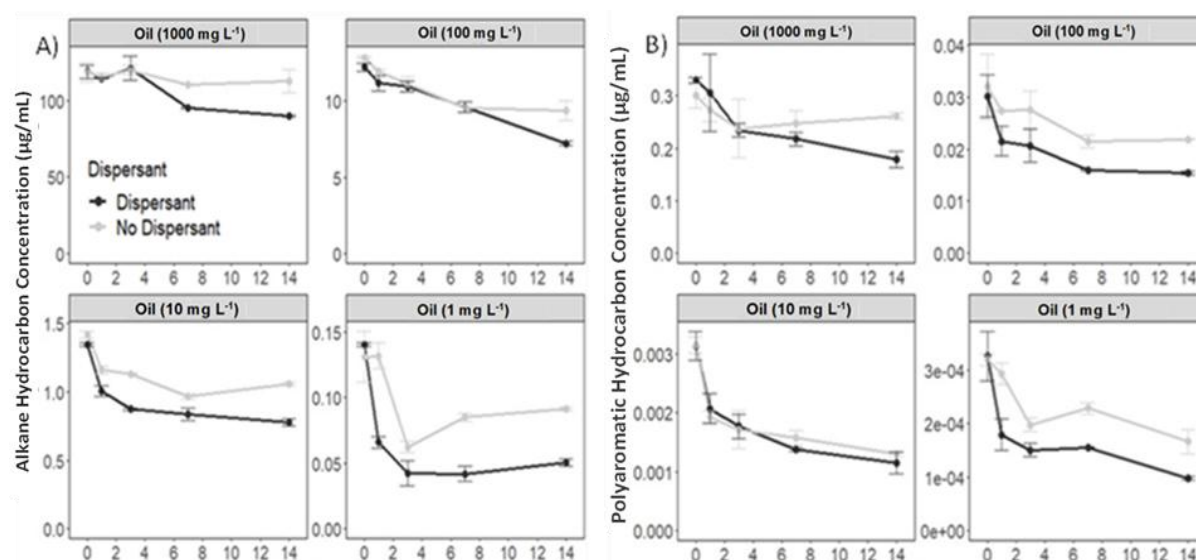 A)
Alkane Hydrocarbon Concentration (µg/mL)
Oil (1000 mg L⁻¹)
100
50
0
Dispersant
Dispersant
No Dispersant
0 2 4 6 8 10 12 14
Oil (100 mg L⁻¹)
10
5
0
0 2 4 6 8 10 12 14
Oil (10 mg L⁻¹)
1.5
1.0
0.5
0.0
0 2 4 6 8 10 12 14
Oil (1 mg L⁻¹)
0.15
0.10
0.05
0.00
0 2 4 6 8 10 12 14
B)
Polyaromatic Hydrocarbon Concentration (µg/mL)
Oil (1000 mg L⁻¹)
0.3
0.2
0.1
0.0
0 2 4 6 8 10 12 14
Oil (100 mg L⁻¹)
0.04
0.03
0.02
0.01
0.00
0 2 4 6 8 10 12 14
Oil (10 mg L⁻¹)
0.003
0.002
0.001
0.000
0 2 4 6 8 10 12 14
Oil (1 mg L⁻¹)
3e-04
2e-04
1e-04
0e+00
0 2 4 6 8 10 12 14